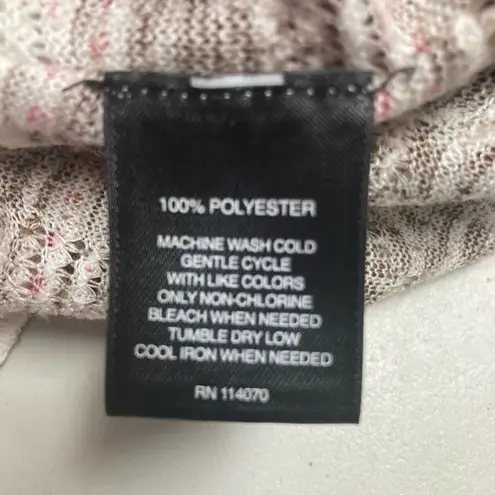 100% POLYESTER
MACHINE WASH COLD
GENTLE CYCLE
WITH LIKE COLORS
ONLY NON-CHLORINE
BLEACH WHEN NEEDED
TUMBLE DRY LOW
COOL IRON WHEN NEEDED
RN 114070